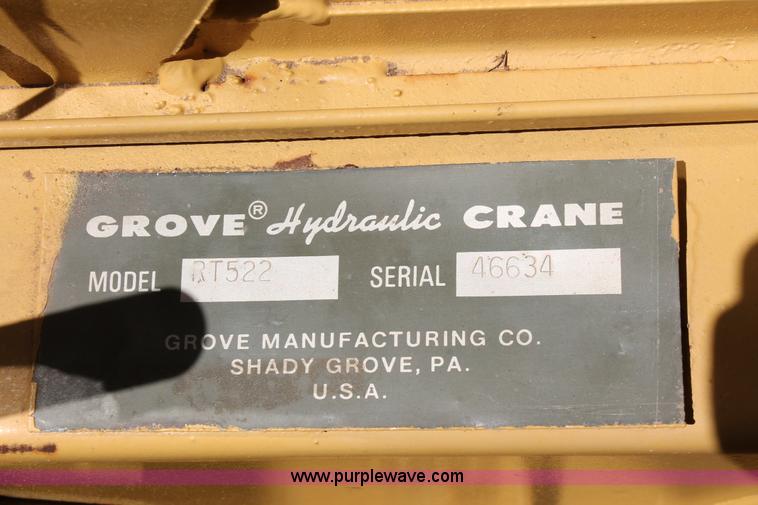 GROVE® Hydraulic CRANE
MODEL RT522 SERIAL 46634
GROVE MANUFACTURING CO.
SHADY GROVE, PA.
U.S.A.
www.purplewave.com